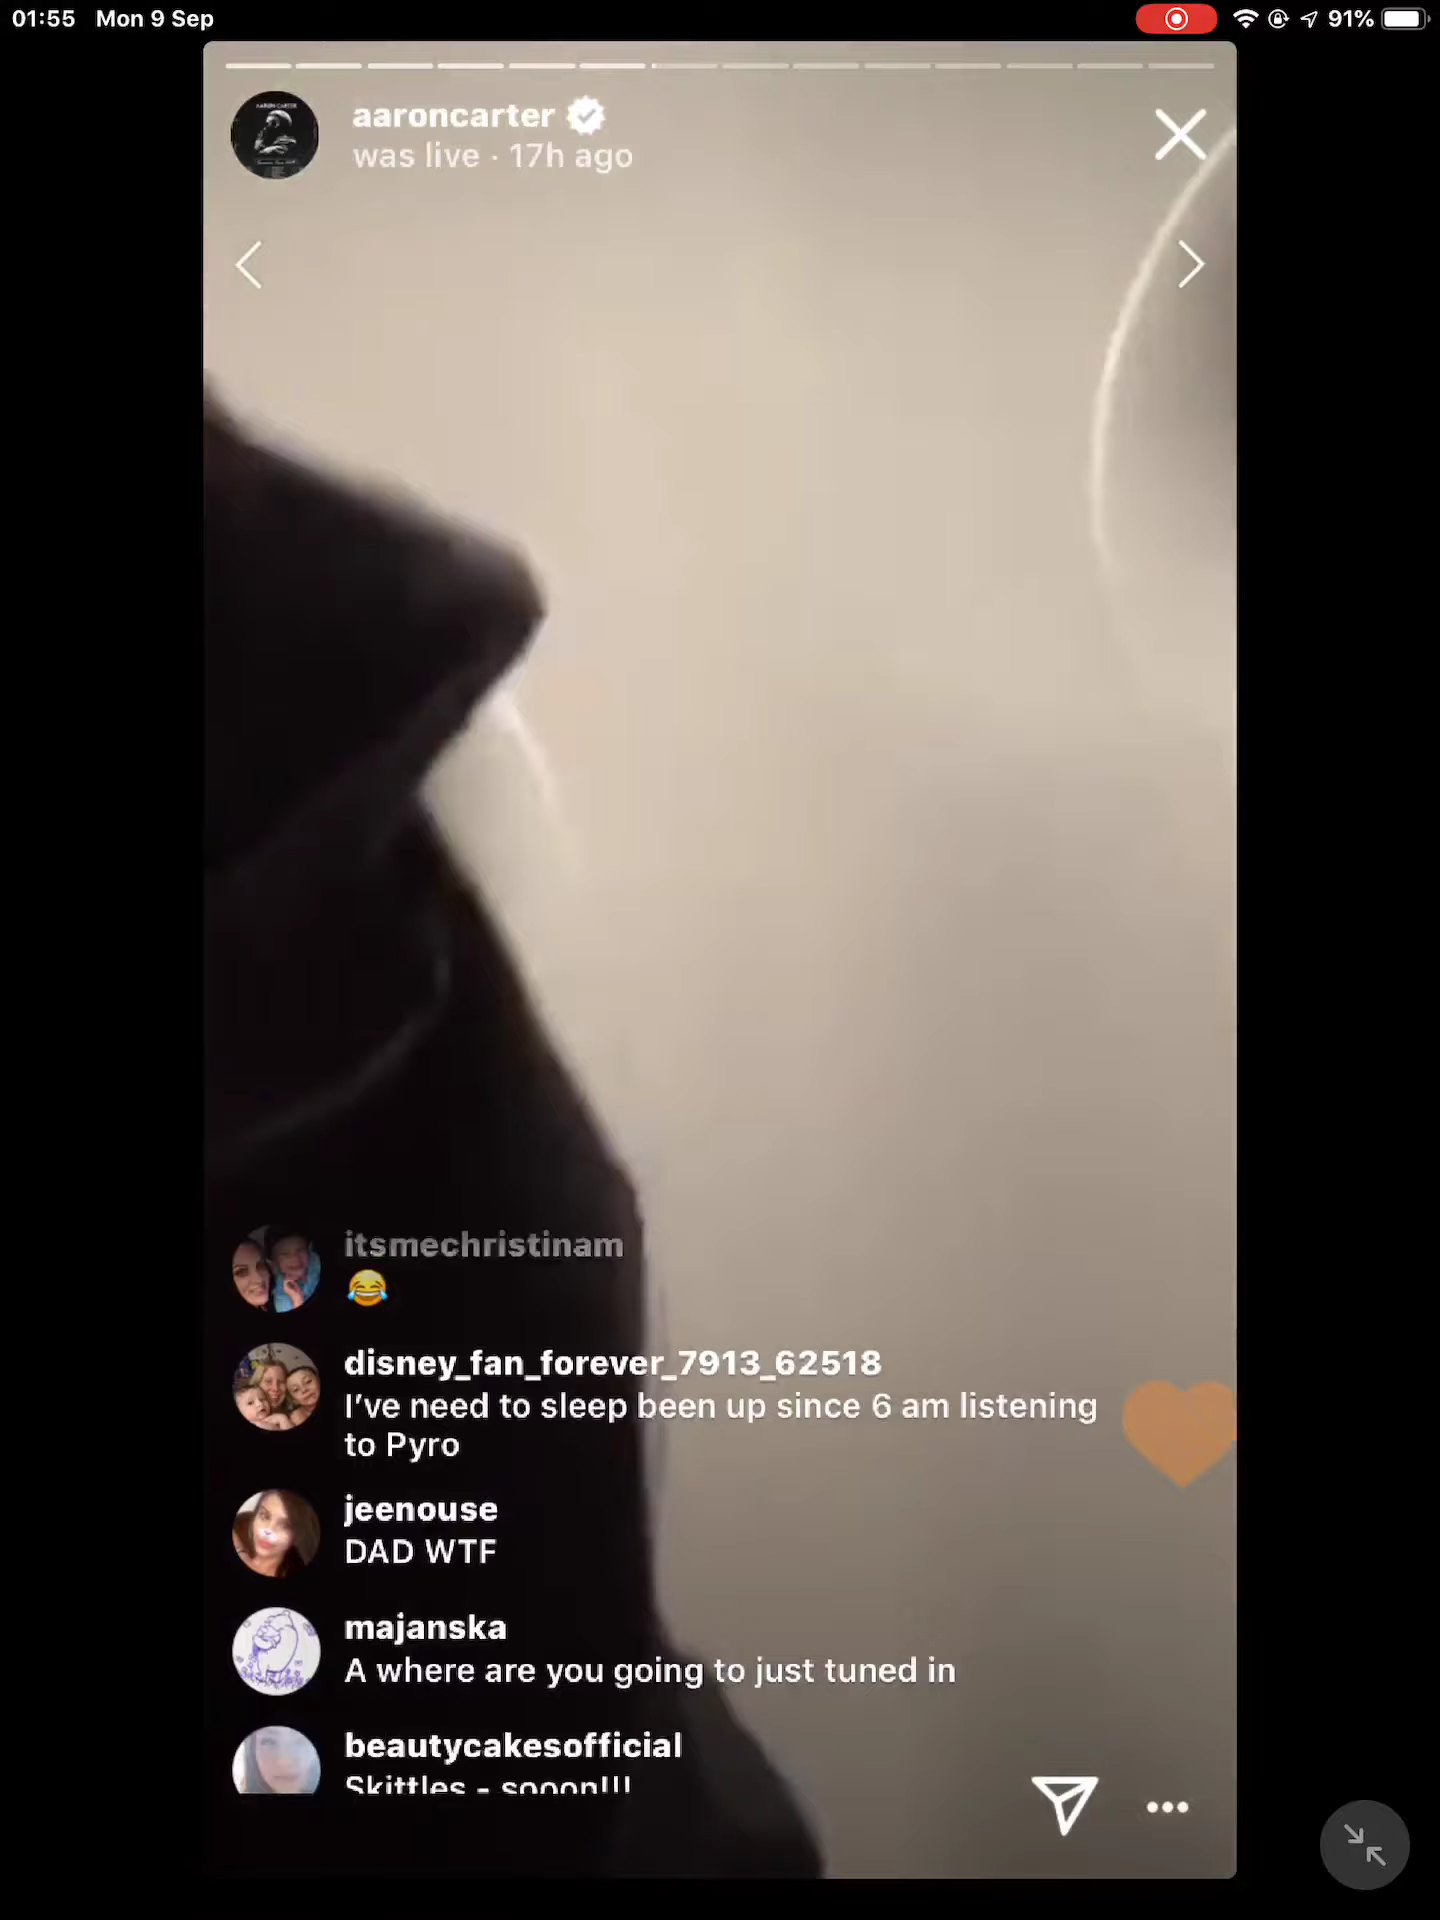 01:55 Mon 9 Sep 91%
aaroncarter
was live · 17h ago
itsmechristinam
😂
disney_fan_forever_7913_62518
I’ve need to sleep been up since 6 am listening
to Pyro
jeenouse
DAD WTF
majanska
A where are you going to just tuned in
beautycakesofficial
Skittles - sooon!!!